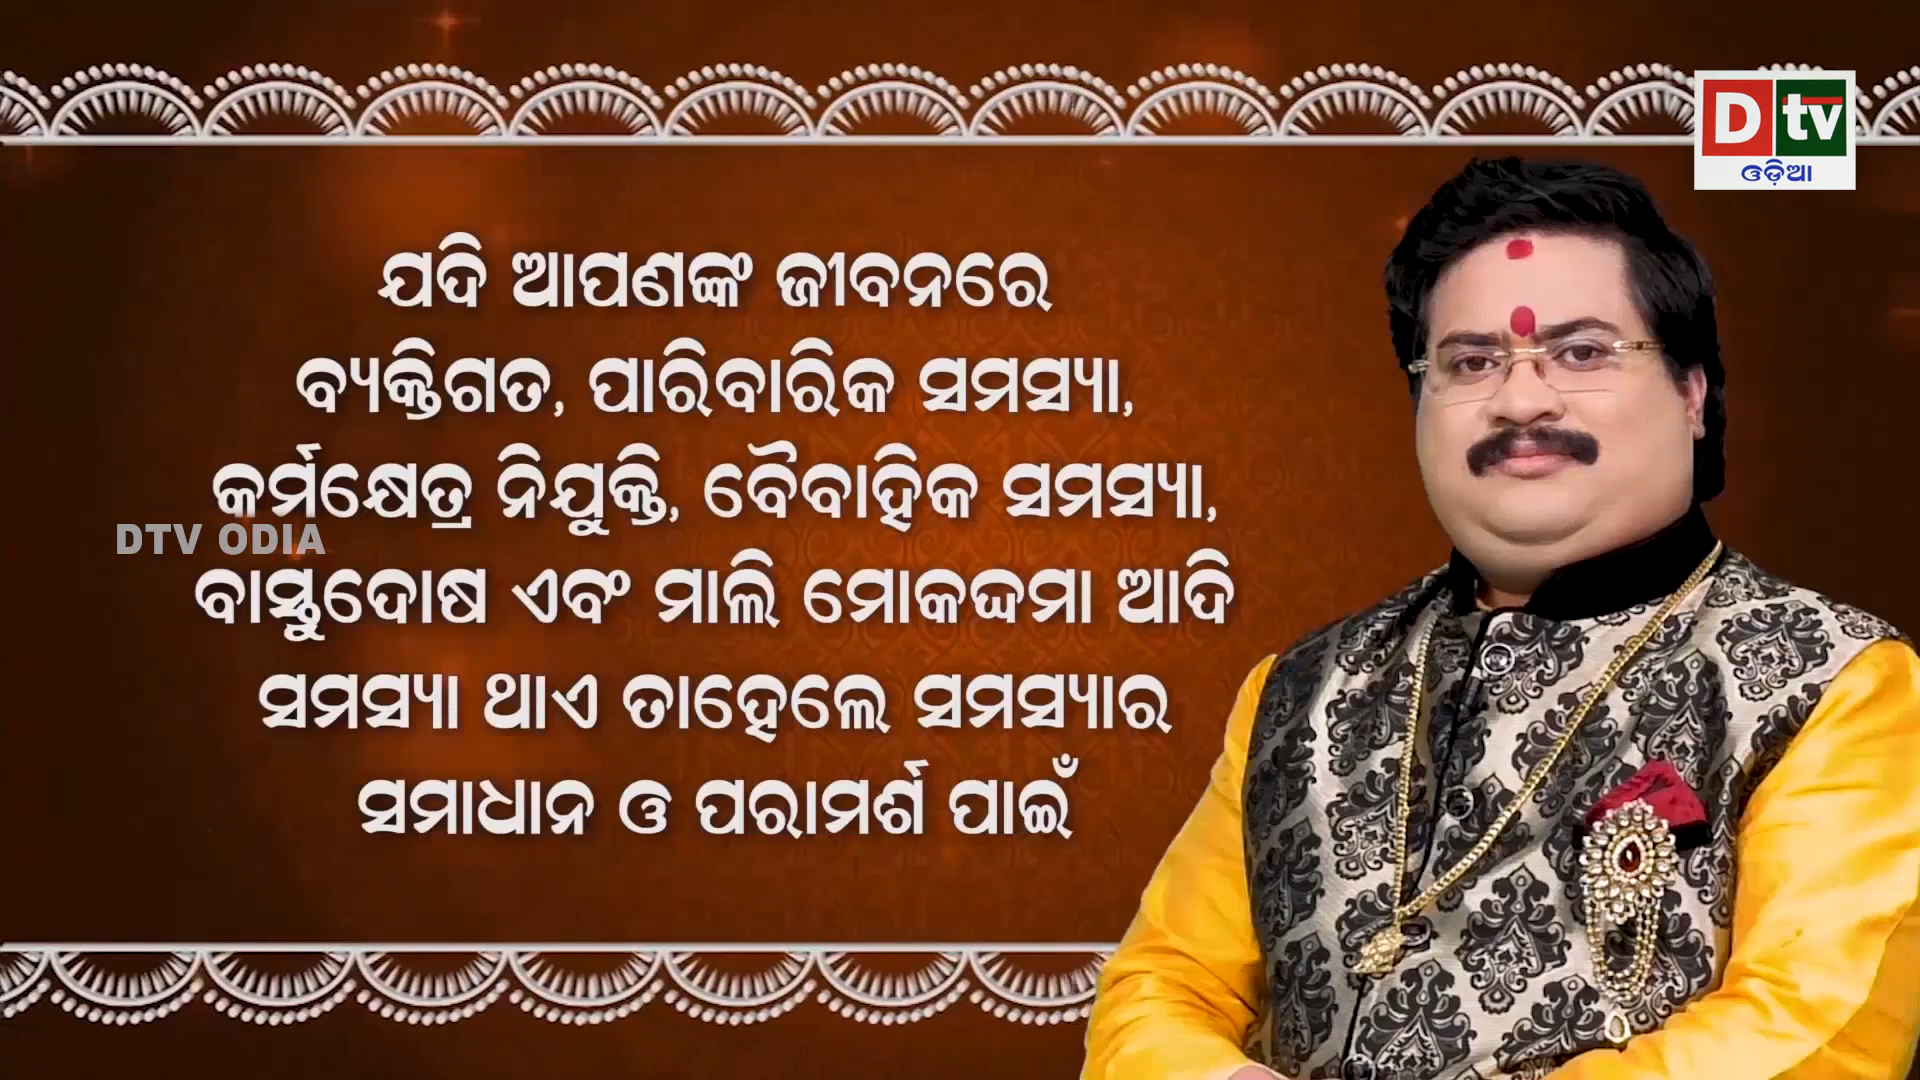 Dtv
ଓଡ଼ିଆ
ଯଦି ଆପଣଙ୍କ ଜୀବନରେ
ବ୍ୟକ୍ତିଗତ, ପାରିବାରିକ ସମସ୍ୟା,
କର୍ମକ୍ଷେତ୍ର ନିଯୁକ୍ତି, ବୈବାହିକ ସମସ୍ୟା,
DTV ODIA
ବାସ୍ତୁଦୋଷ ଏବଂ ମାଲି ମୋକଦ୍ଦମା ଆଦି
ସମସ୍ୟା ଥାଏ ତାହେଲେ ସମସ୍ୟାର
ସମାଧାନ ଓ ପରାମର୍ଶ ପାଇଁ